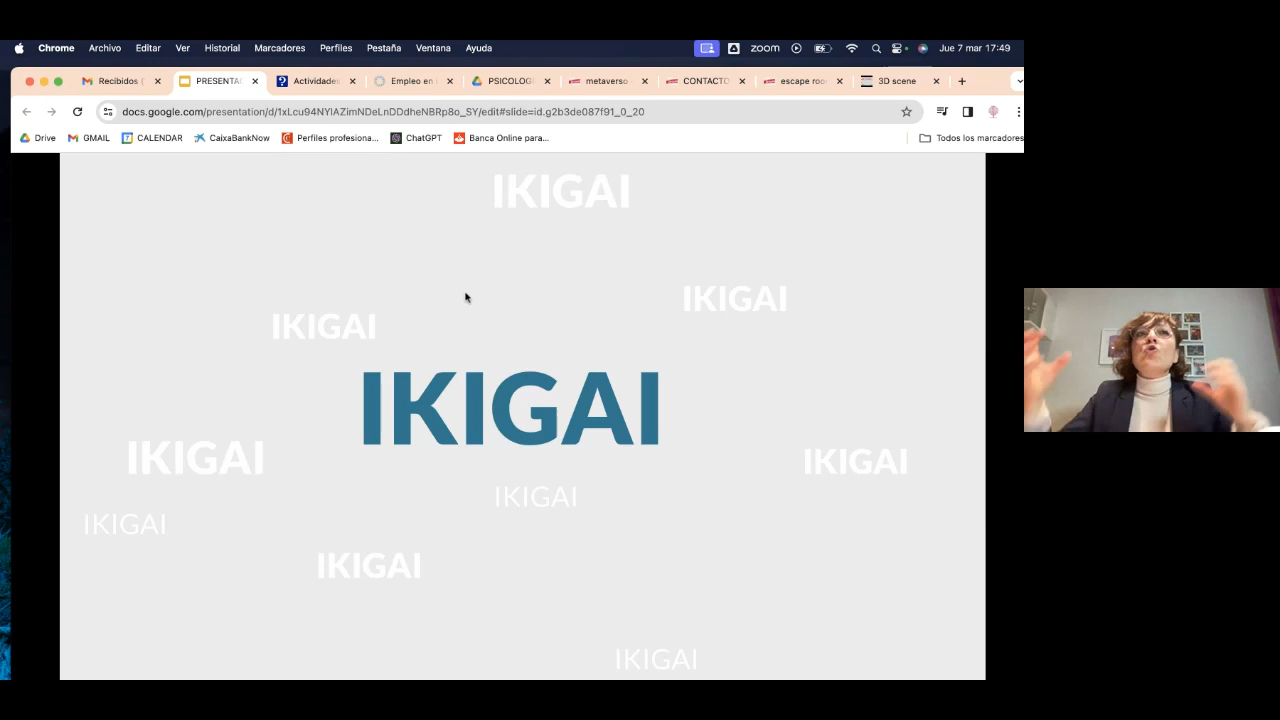 Chrome Archivo Editar Ver Historial Marcadores Perfiles Pestaña Ventana Ayuda zoom Jue 7 mar 17:49
Recibidos ( PRESENTA Actividades Empleo en PSICOLOG metaverso CONTACTO escape roo 3D scene
docs.google.com/presentation/d/1xLcu94NYlAZimNDeLnDDdheNBRp8o_SY/edit#slide=id.g2b3de087f91_0_20
Drive GMAIL CALENDAR CaixaBankNow Perfiles profesiona... ChatGPT Banca Online para... Todos los marcadores
IKIGAI
IKIGAI
IKIGAI
IKIGAI
IKIGAI
IKIGAI
IKIGAI
IKIGAI
IKIGAI
IKIGAI